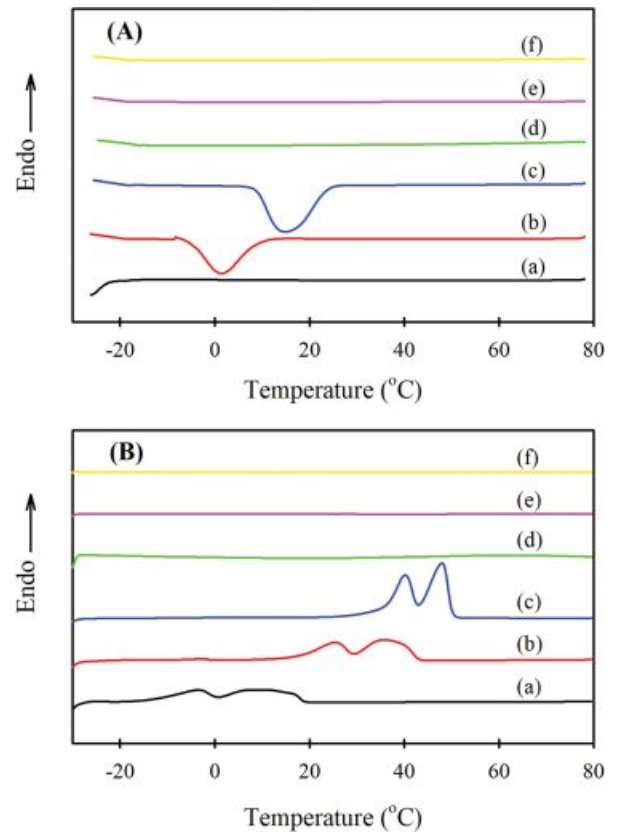 (A)
(f)
(e)
(d)
(c)
(b)
(a)
Endo
-20 0 20 40 60 80
Temperature (°C)
(B)
(f)
(e)
(d)
(c)
(b)
(a)
Endo
-20 0 20 40 60 80
Temperature (°C)